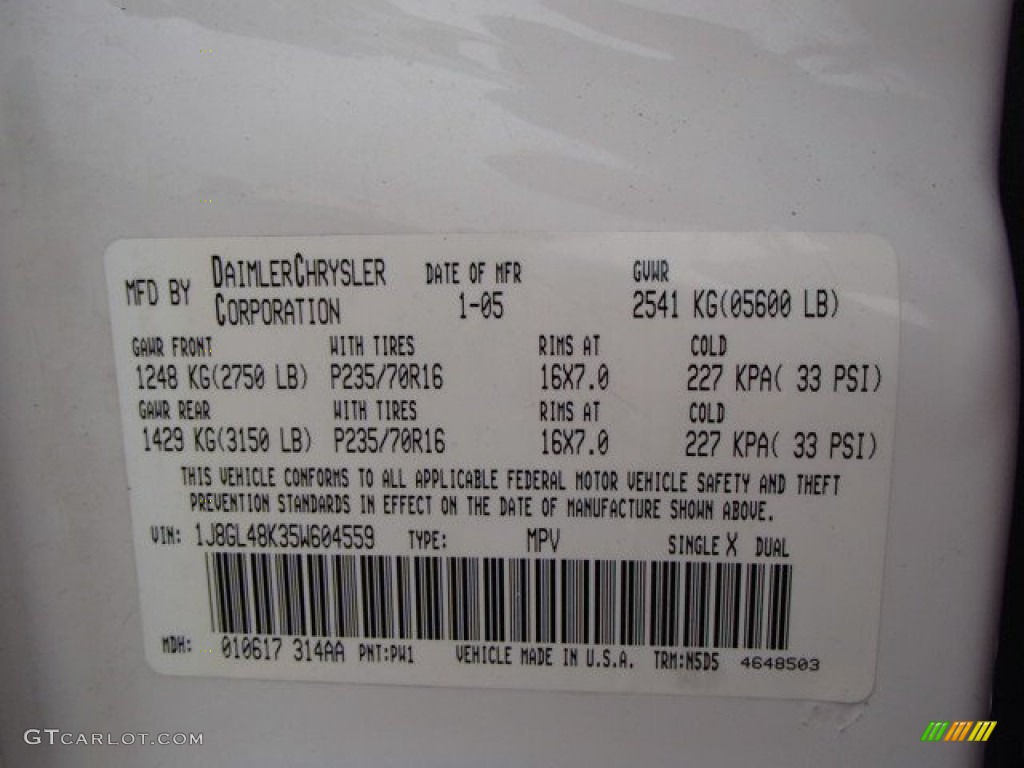 MFD BY DAIMLERCHRYSLER CORPORATION DATE OF MFR 1-05 GVWR 2541 KG(05600 LB)
GAWR FRONT WITH TIRES RIMS AT COLD
1248 KG(2750 LB) P235/70R16 16X7.0 227 KPA( 33 PSI)
GAWR REAR WITH TIRES RIMS AT COLD
1429 KG(3150 LB) P235/70R16 16X7.0 227 KPA( 33 PSI)
THIS VEHICLE CONFORMS TO ALL APPLICABLE FEDERAL MOTOR VEHICLE SAFETY AND THEFT
PREVENTION STANDARDS IN EFFECT ON THE DATE OF MANUFACTURE SHOWN ABOVE.
VIN: 1J8GL48K35W604559 TYPE: MPV SINGLE X DUAL
MDH: 010617 314AA PNT:PW1 VEHICLE MADE IN U.S.A. TRM:N5D5 4648503
GTCARLOT.COM